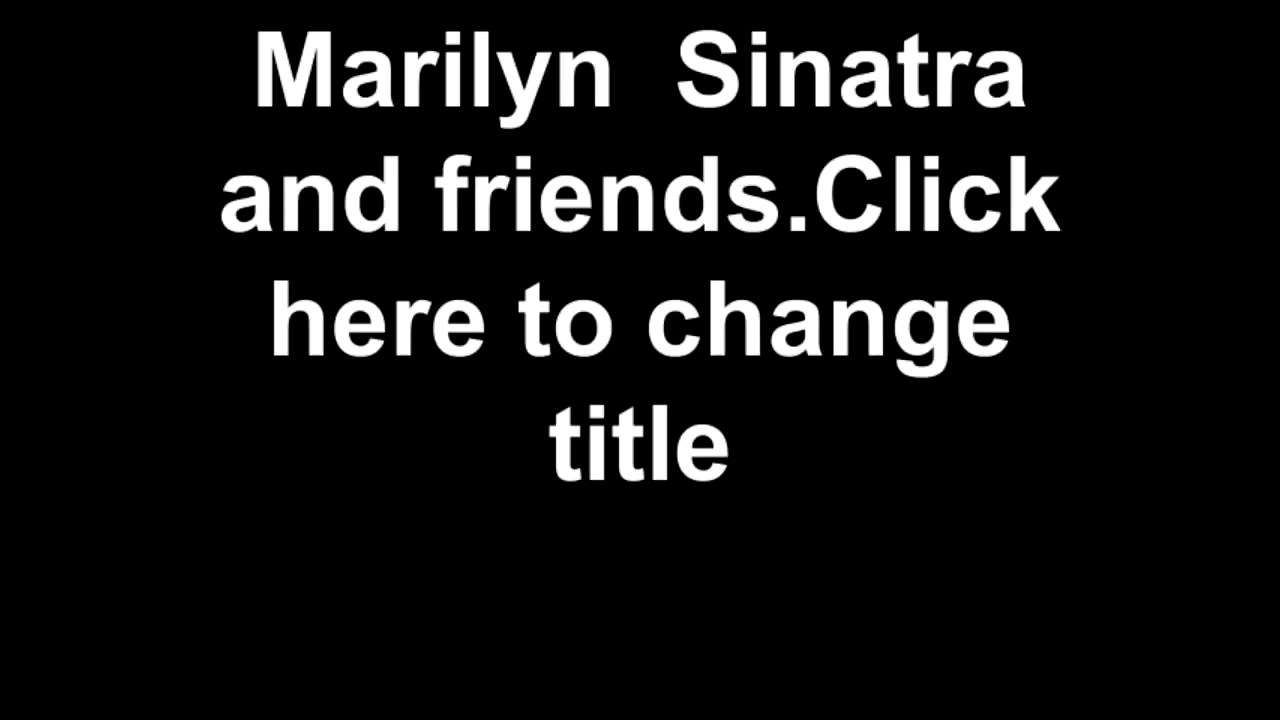 Marilyn  Sinatra
and friends.Click
here to change
title